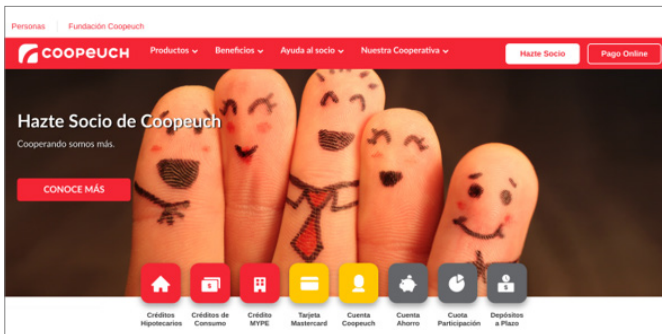 Personas Fundación Coopeuch
COOPEUCH Productos Beneficios Ayuda al socio Nuestra Cooperativa Hazte Socio Pago Online
Hazte Socio de Coopeuch
Cooperando somos más.
CONOCE MÁS
Créditos Hipotecarios
Créditos de Consumo
Crédito MYPE
Tarjeta Mastercard
Cuenta Coopeuch
Cuenta Ahorro
Cuota Participación
Depósitos a Plazo